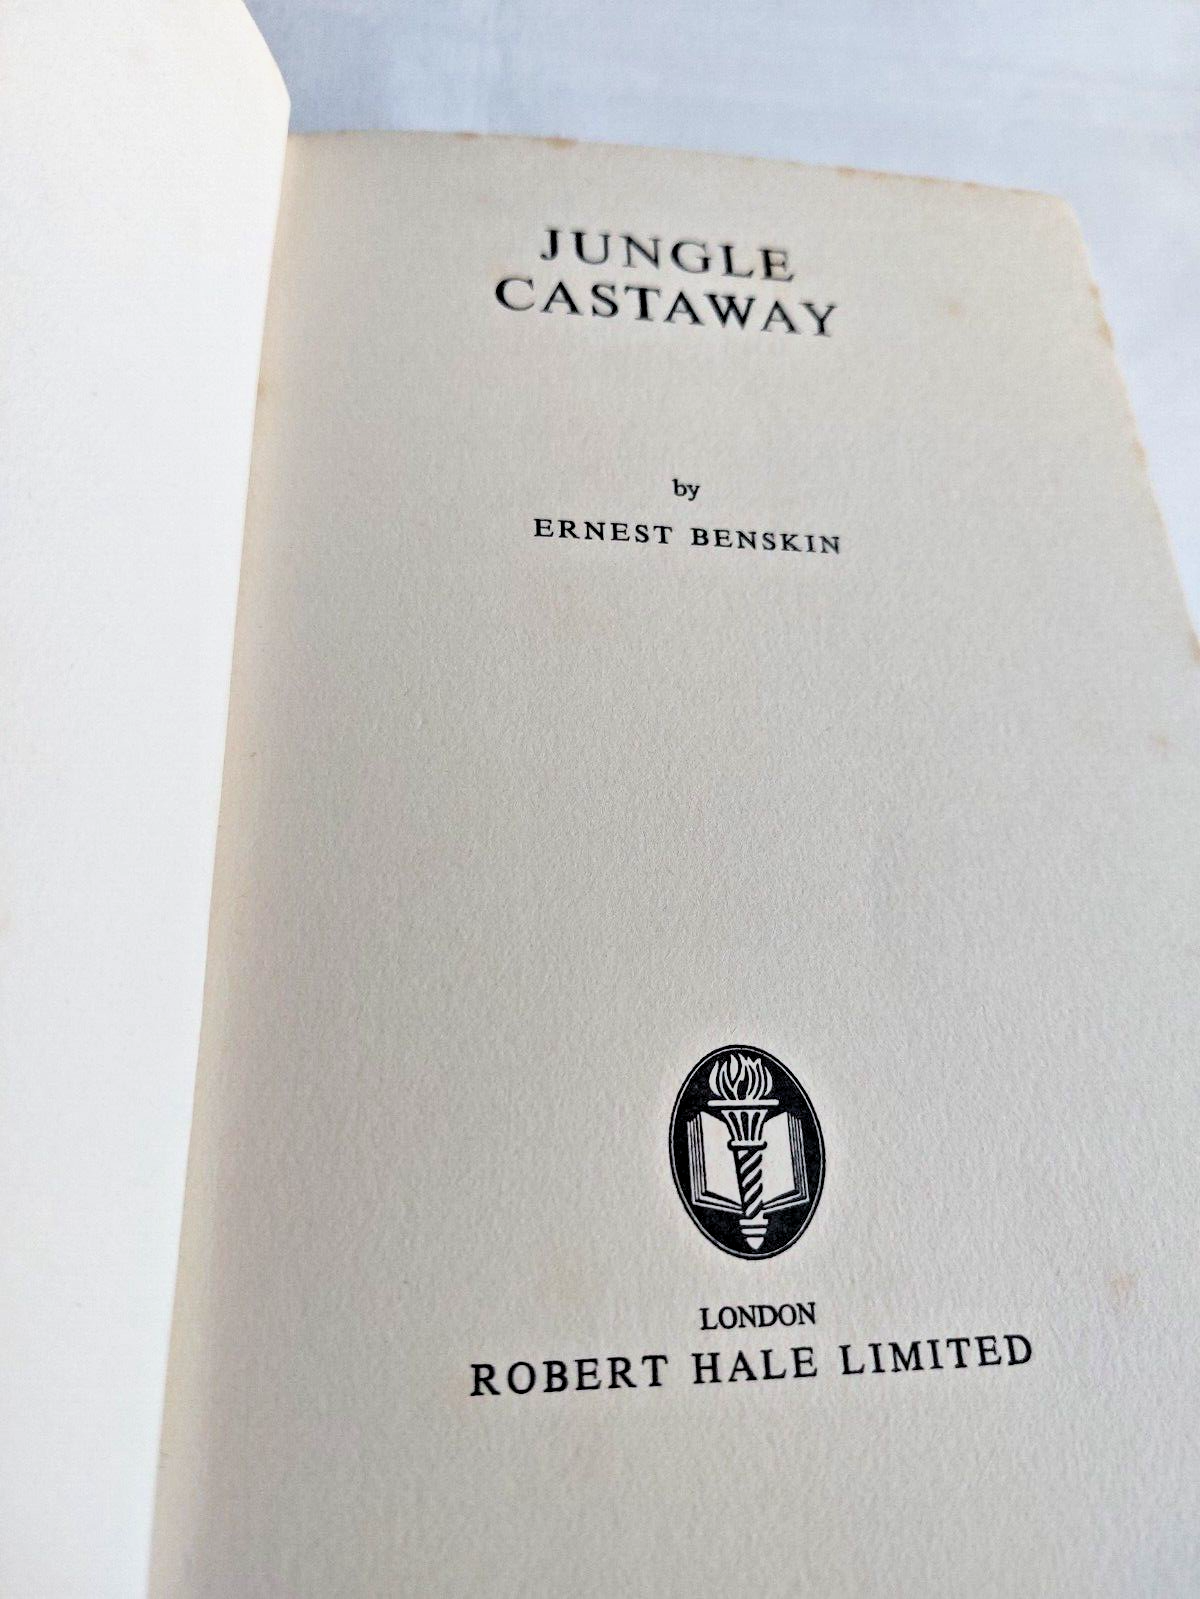 JUNGLE
CASTAWAY
by
ERNEST BENSKIN
LONDON
ROBERT HALE LIMITED